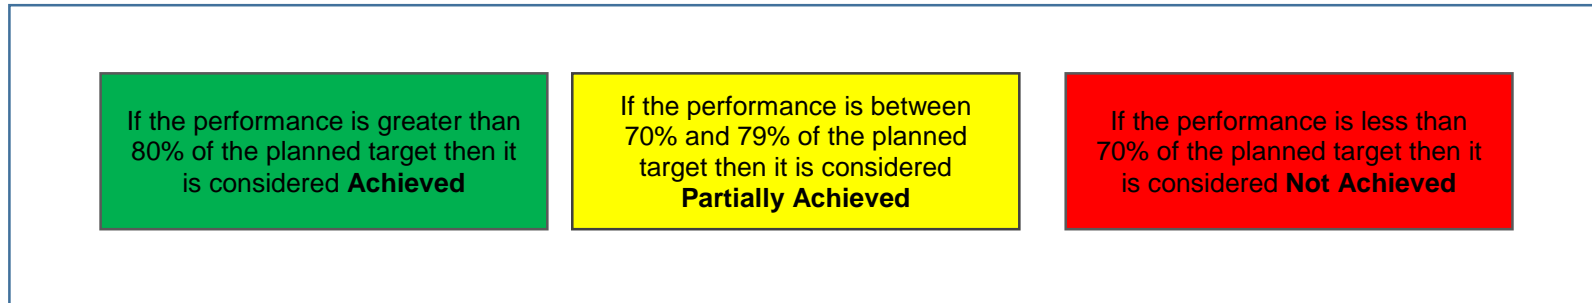 If the performance is greater than
80% of the planned target then it
is considered Achieved
If the performance is between
70% and 79% of the planned
target then it is considered
Partially Achieved
If the performance is less than
70% of the planned target then it
is considered Not Achieved